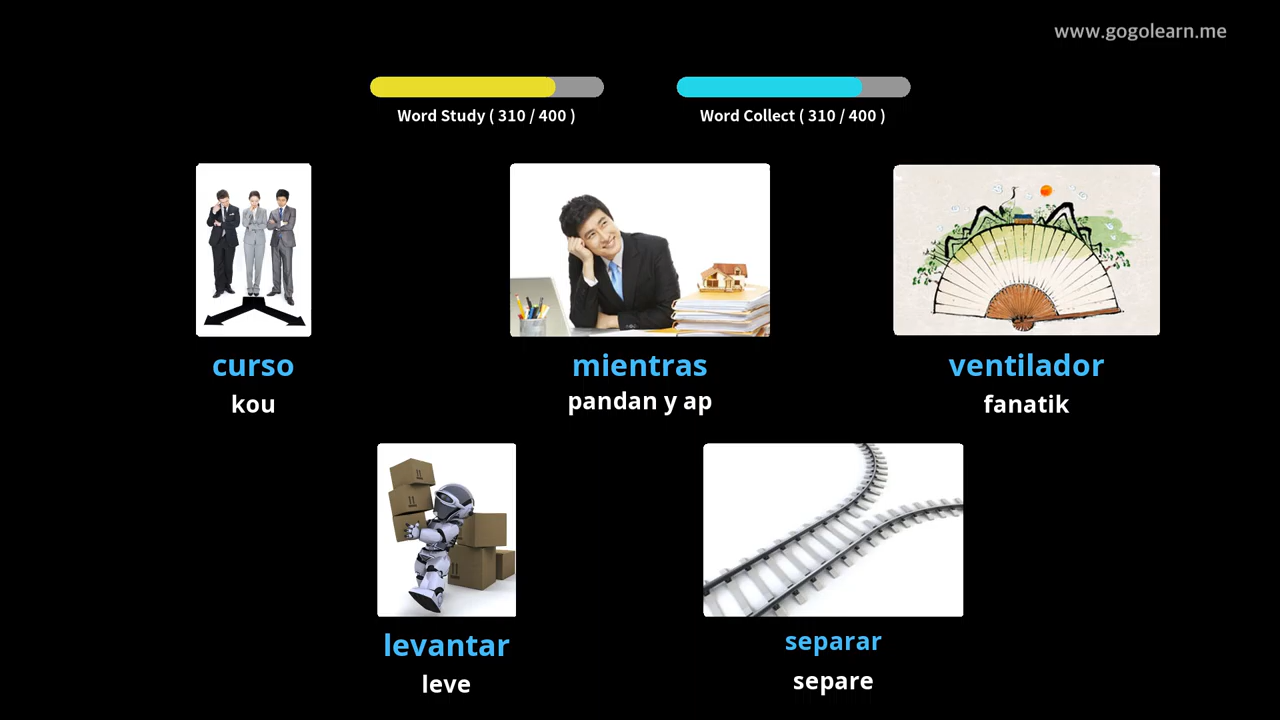 www.gogolearn.me
Word Study ( 310 / 400 )
Word Collect ( 310 / 400 )
curso
kou
mientras
pandan y ap
ventilador
fanatik
levantar
leve
separar
separe